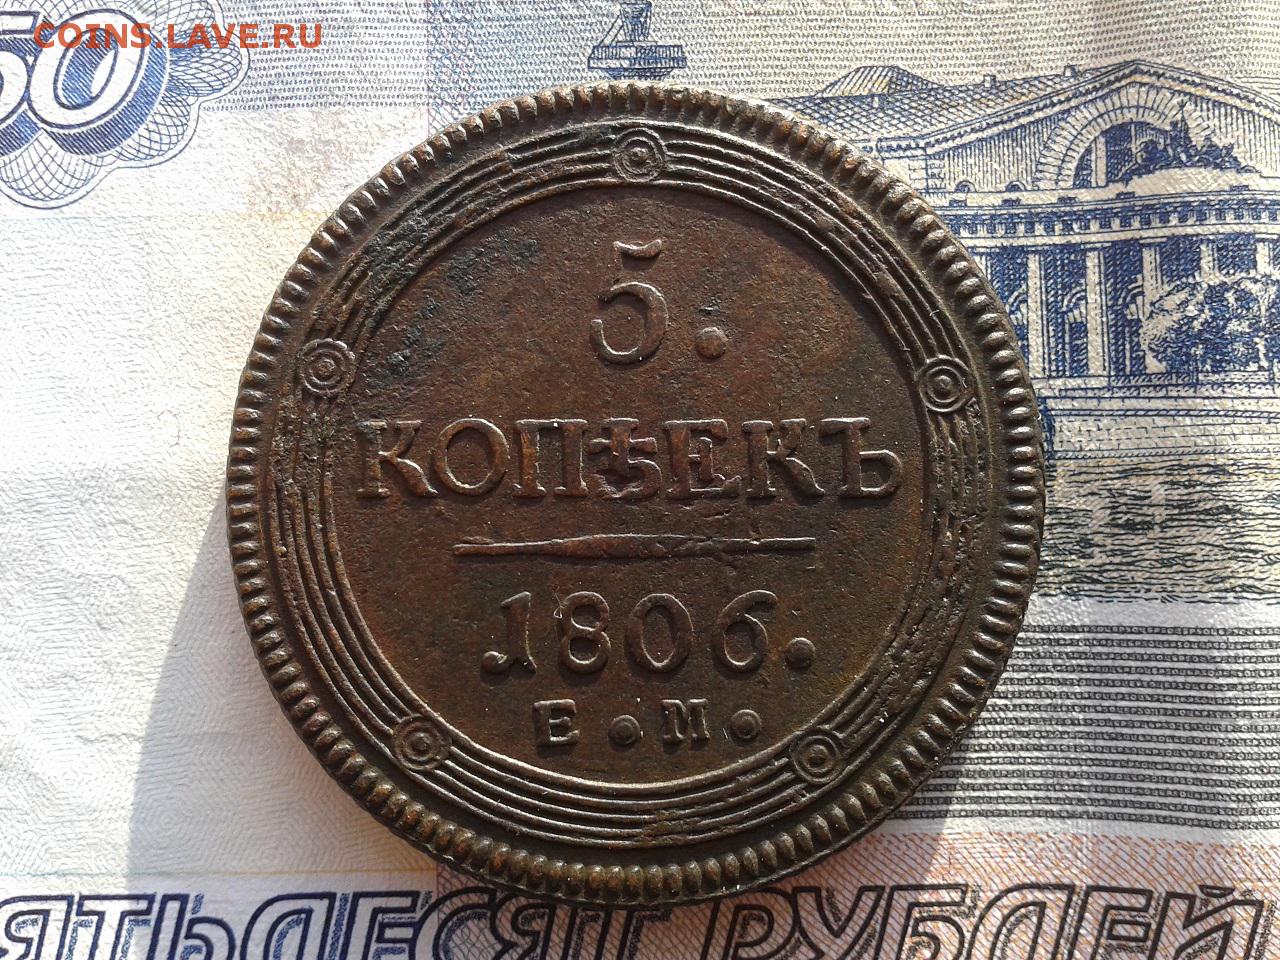 COINS.LAVE.RU
50
5.
КОПѢЕКЪ
1806.
Е.М.
ПЯТЬДЕСЯТ РУБЛЕЙ